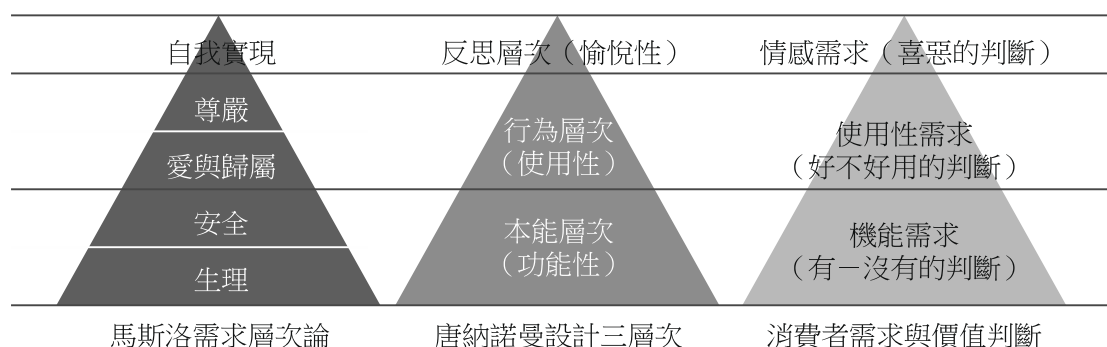 自我實現
尊嚴
愛與歸屬
安全
生理
馬斯洛需求層次論
反思層次（愉悅性）
行為層次
（使用性）
本能層次
（功能性）
唐納諾曼設計三層次
情感需求（喜惡的判斷）
使用性需求
（好不好用的判斷）
機能需求
（有－沒有的判斷）
消費者需求與價值判斷